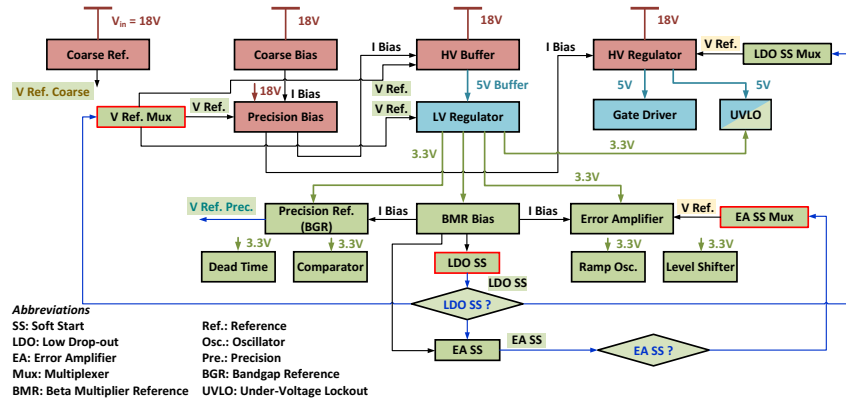 V_in = 18V
18V
18V
18V
Coarse Ref.
Coarse Bias
HV Buffer
HV Regulator
LDO SS Mux
I Bias
I Bias
V Ref.
V Ref. Coarse
18V
I Bias
V Ref.
5V Buffer
5V
5V
V Ref. Mux
V Ref.
Precision Bias
V Ref.
LV Regulator
Gate Driver
UVLO
3.3V
3.3V
3.3V
V Ref. Prec.
Precision Ref.
(BGR)
I Bias
BMR Bias
I Bias
Error Amplifier
V Ref.
EA SS Mux
3.3V
3.3V
3.3V
3.3V
Dead Time
Comparator
LDO SS
Ramp Osc.
Level Shifter
LDO SS
LDO SS ?
EA SS
EA SS
EA SS ?
Abbreviations
SS: Soft Start
LDO: Low Drop-out
EA: Error Amplifier
Mux: Multiplexer
BMR: Beta Multiplier Reference
Ref.: Reference
Osc.: Oscillator
Pre.: Precision
BGR: Bandgap Reference
UVLO: Under-Voltage Lockout